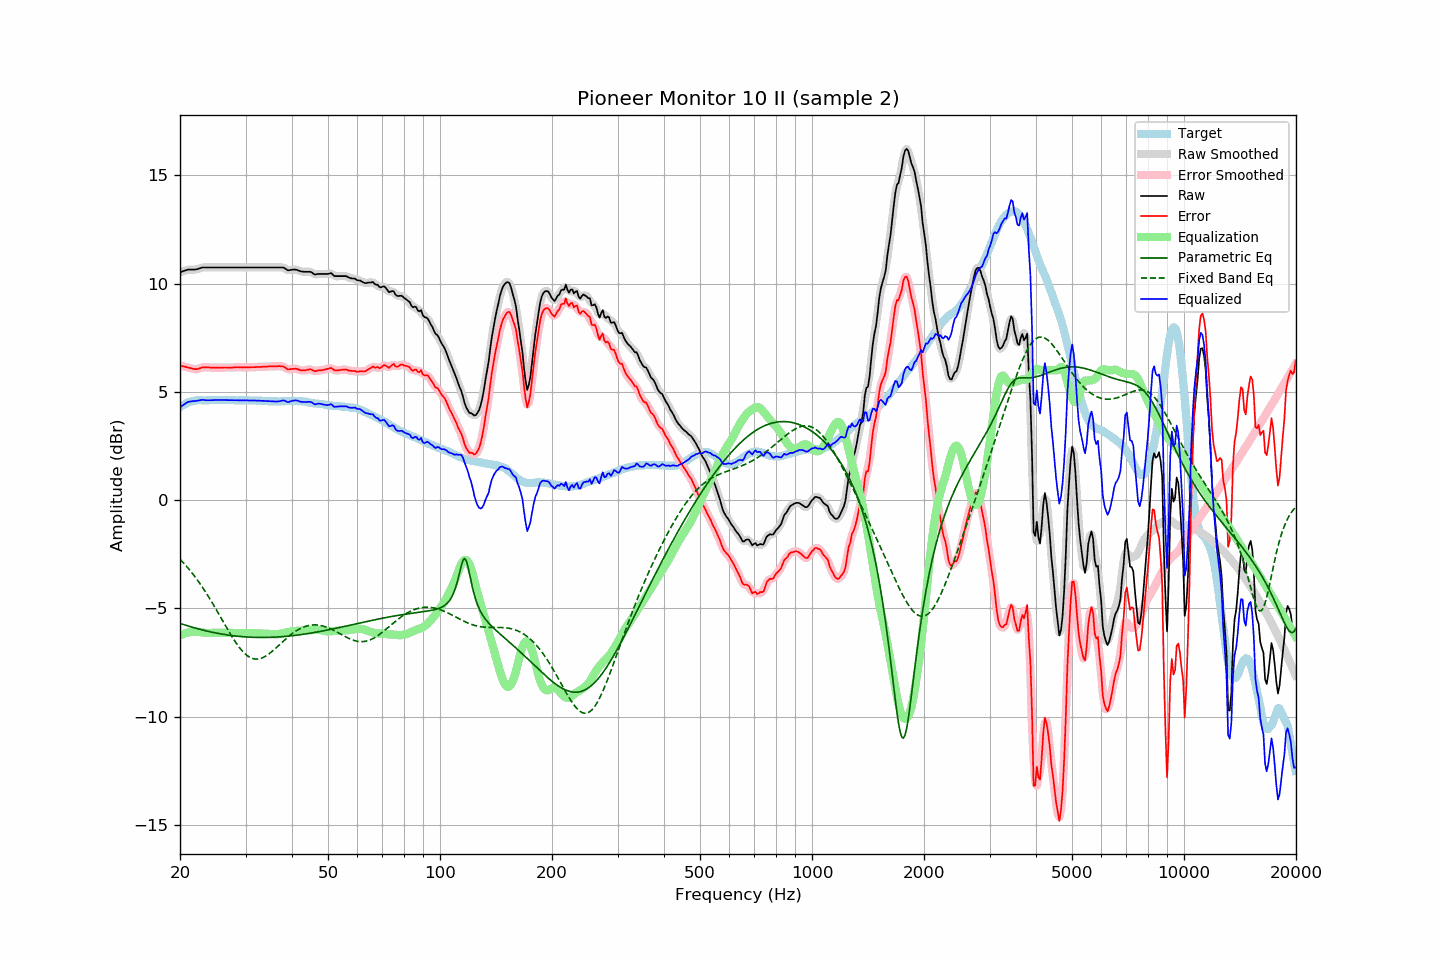 Pioneer Monitor 10 II (sample 2)
Target
Raw Smoothed
Error Smoothed
Raw
Error
Equalization
Parametric Eq
Fixed Band Eq
Equalized
Amplitude (dBr)
15
10
5
0
−5
−10
−15
20 50 100 200 500 1000 2000 5000 10000 20000
Frequency (Hz)